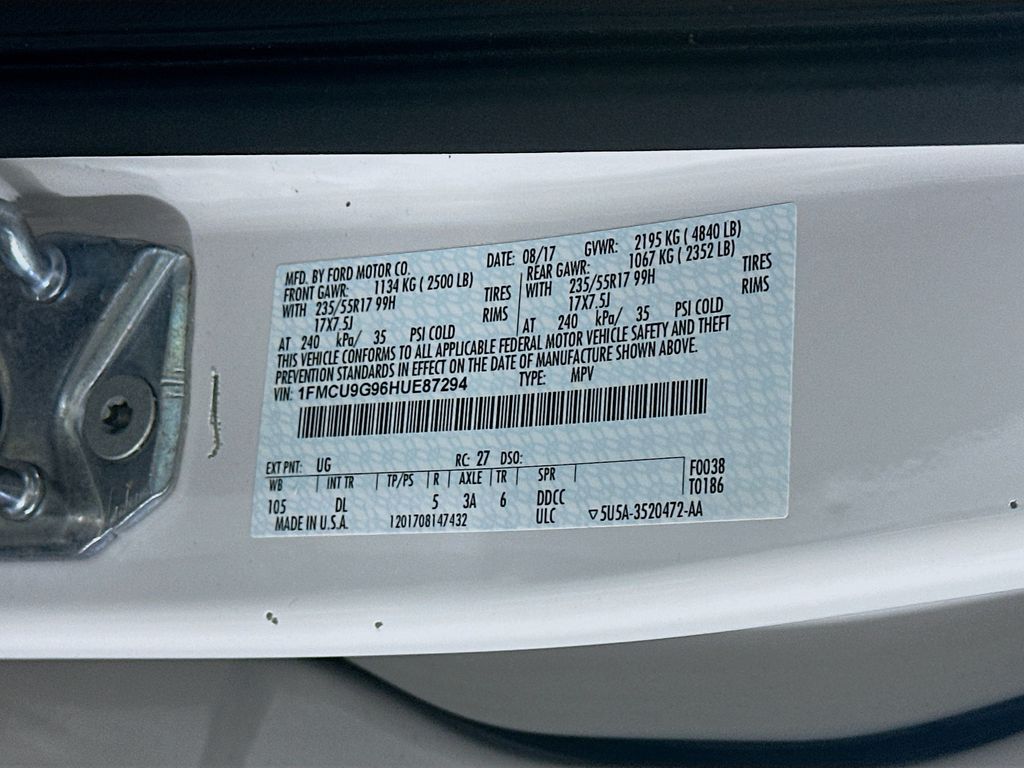 MFD. BY FORD MOTOR CO. DATE: 08/17 GVWR: 2195 KG ( 4840 LB)
FRONT GAWR: 1134 KG ( 2500 LB) REAR GAWR: 1067 KG ( 2352 LB)
WITH 235/55R17 99H TIRES WITH 235/55R17 99H TIRES
17X7.5J RIMS 17X7.5J RIMS
AT 240 kPa/ 35 PSI COLD AT 240 kPa/ 35 PSI COLD
THIS VEHICLE CONFORMS TO ALL APPLICABLE FEDERAL MOTOR VEHICLE SAFETY AND THEFT
PREVENTION STANDARDS IN EFFECT ON THE DATE OF MANUFACTURE SHOWN ABOVE.
VIN: 1FMCU9G96HUE87294 TYPE: MPV
EXT PNT: UG RC: 27 DSO: F0038
WB INT TR TP/PS R AXLE TR SPR T0186
105 DL 5 3A 6 DDCC
MADE IN U.S.A. 1201708147432 ULC ▽5U5A-3520472-AA